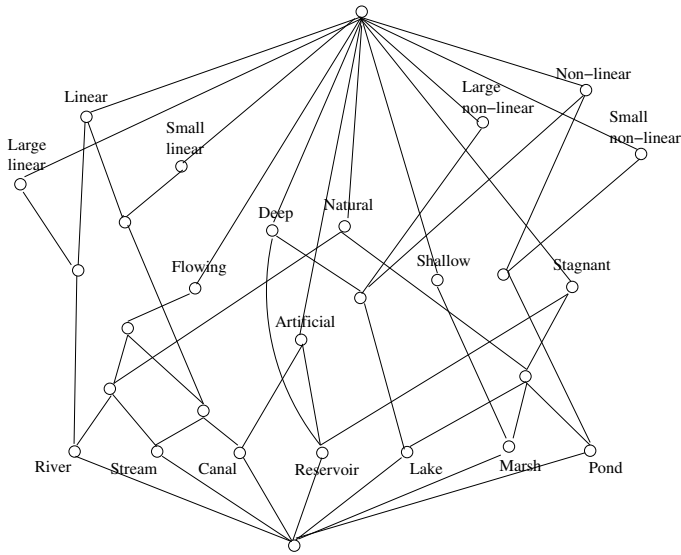 Non−linear
Large
non−linear
Linear
Small
linear
Small
non−linear
Large
linear
Natural
Deep
Flowing
Shallow
Stagnant
Artificial
River
Stream
Canal
Reservoir
Lake
Marsh
Pond